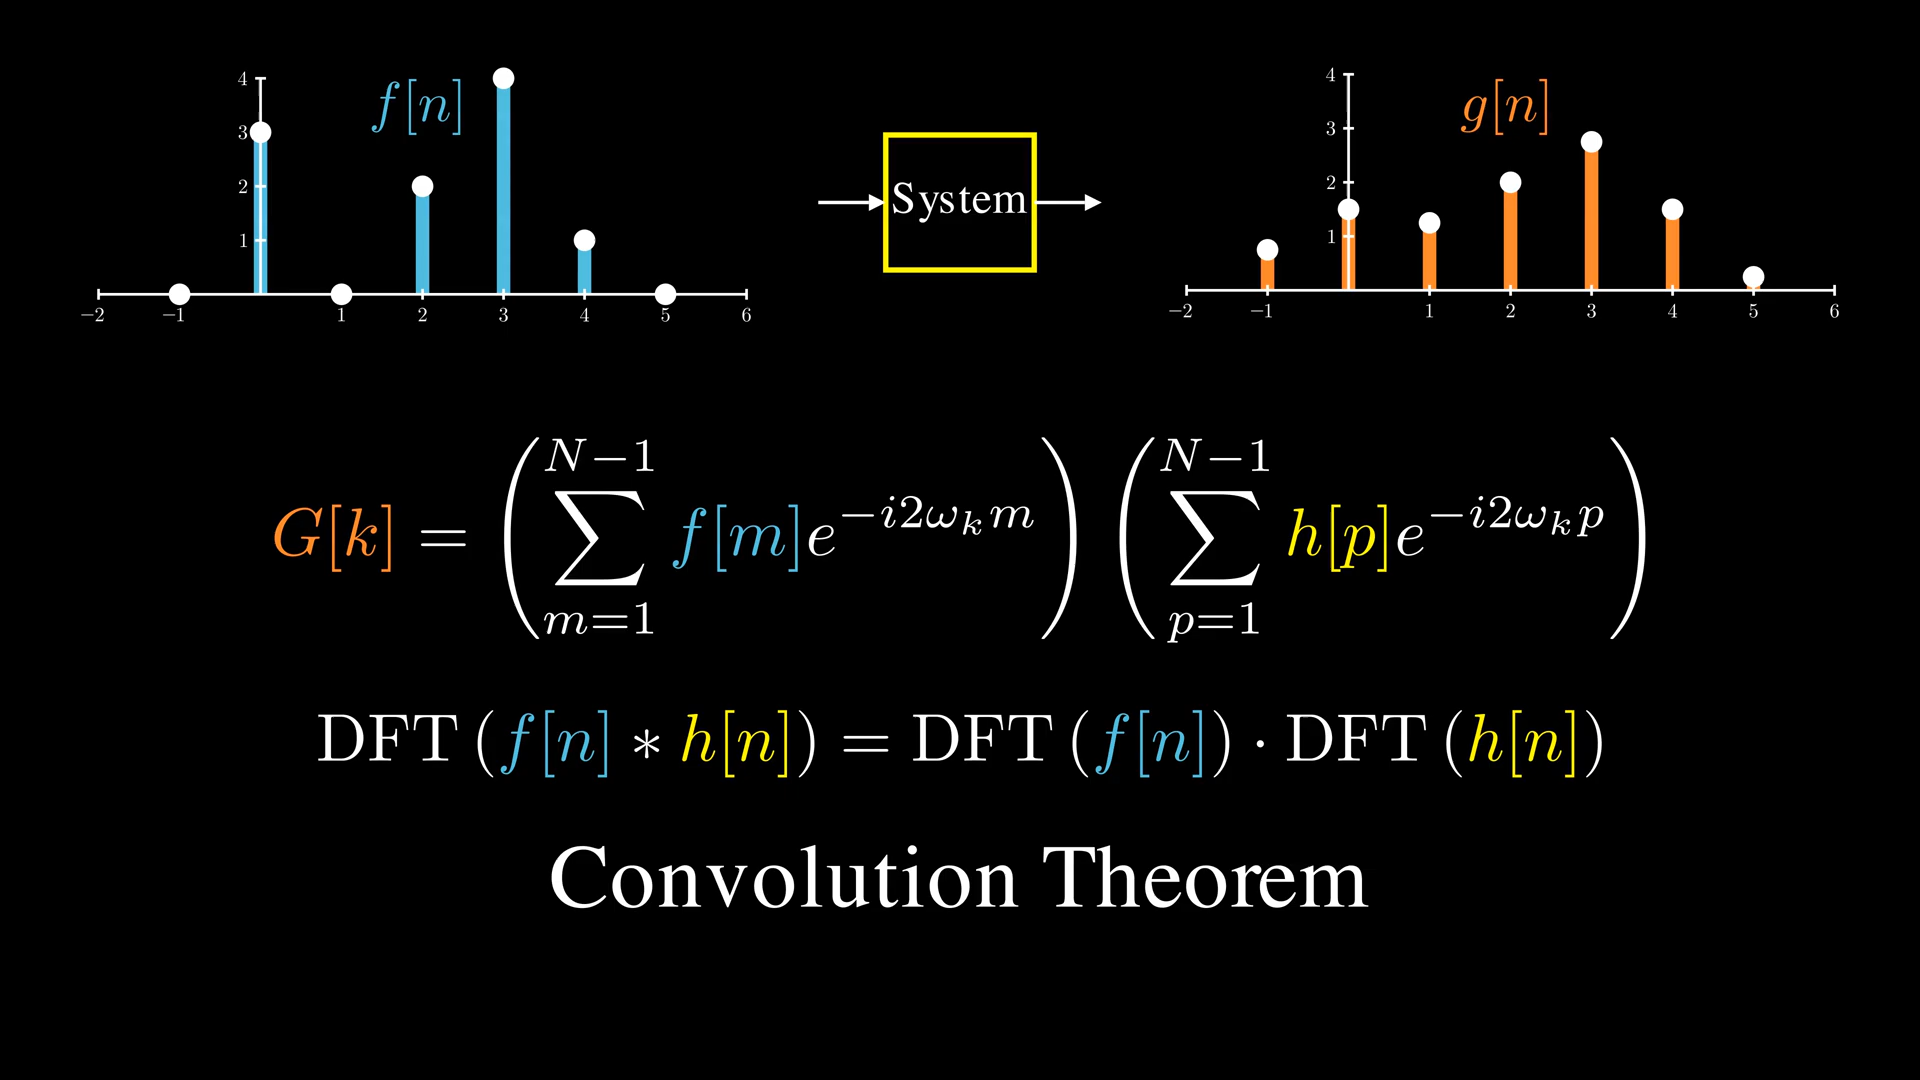 4 3 2 1 f[n]
−2 −1 1 2 3 4 5 6
System
4 3 2 1 g[n]
−2 −1 1 2 3 4 5 6
G[k] = (∑_{m=1}^{N−1} f[m]e^{−i2ω_k m}) (∑_{p=1}^{N−1} h[p]e^{−i2ω_k p})
DFT (f[n] ∗ h[n]) = DFT (f[n]) · DFT (h[n])
Convolution Theorem